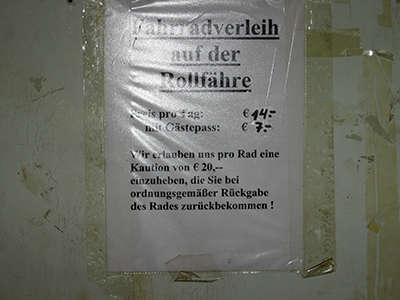 Fahrradverleih
auf der
Rollfähre
Preis pro Tag: € 14.-
mit Gästepass: € 7.-
Wir erlauben uns pro Rad eine
Kaution von € 20,--
einzuheben, die Sie bei
ordnungsgemäßer Rückgabe
des Rades zurückbekommen !